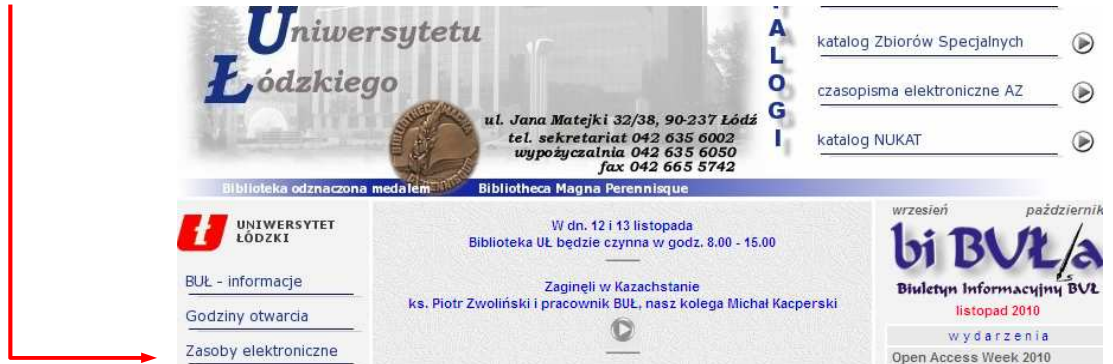 Uniwersytetu
Łódzkiego
ul. Jana Matejki 32/38, 90-237 Łódź
tel. sekretariat 042 635 6002
wypożyczalnia 042 635 6050
fax 042 665 5742
Biblioteka odznaczona medalem Bibliotheca Magna Perennisque
A
L
O
G
I
katalog Zbiorów Specjalnych
czasopisma elektroniczne AZ
katalog NUKAT
UNIWERSYTET
ŁÓDZKI
BUŁ - informacje
Godziny otwarcia
Zasoby elektroniczne
W dn. 12 i 13 listopada
Biblioteka UŁ będzie czynna w godz. 8.00 - 15.00
Zaginęli w Kazachstanie
ks. Piotr Zwoliński i pracownik BUŁ, nasz kolega Michał Kacperski
wrzesień październik
bi BUŁ/a
Biuletyn Informacyjny BUŁ
listopad 2010
wydarzenia
Open Access Week 2010